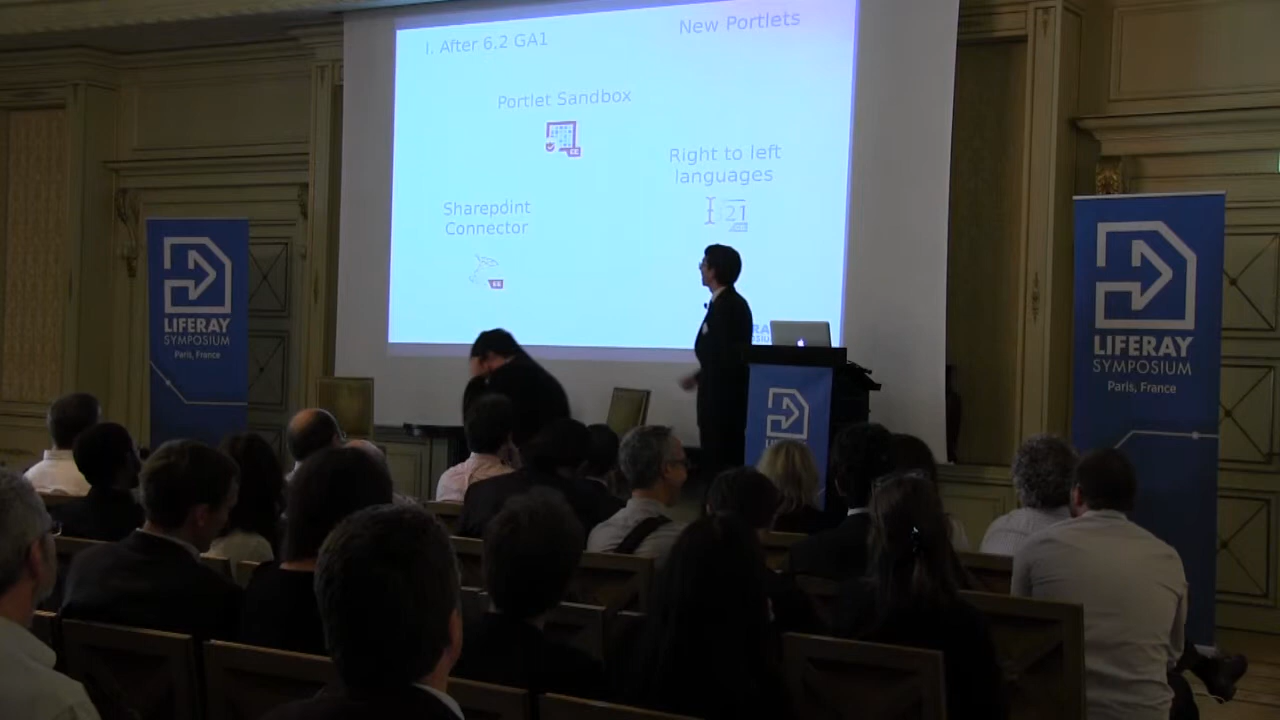 I. After 6.2 GA1
New Portlets
Portlet Sandbox
Right to left
languages
Sharepoint
Connector
21
LIFERAY
SYMPOSIUM
Paris, France
LIFERAY
SYMPOSIUM
Paris, France